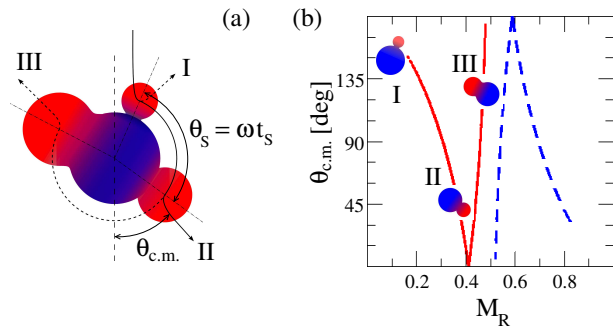 (a)
I
III
θS = ωtS
II
θc.m.
(b)
θc.m. [deg]
135
90
45
I
II
III
0.2 0.4 0.6 0.8
MR